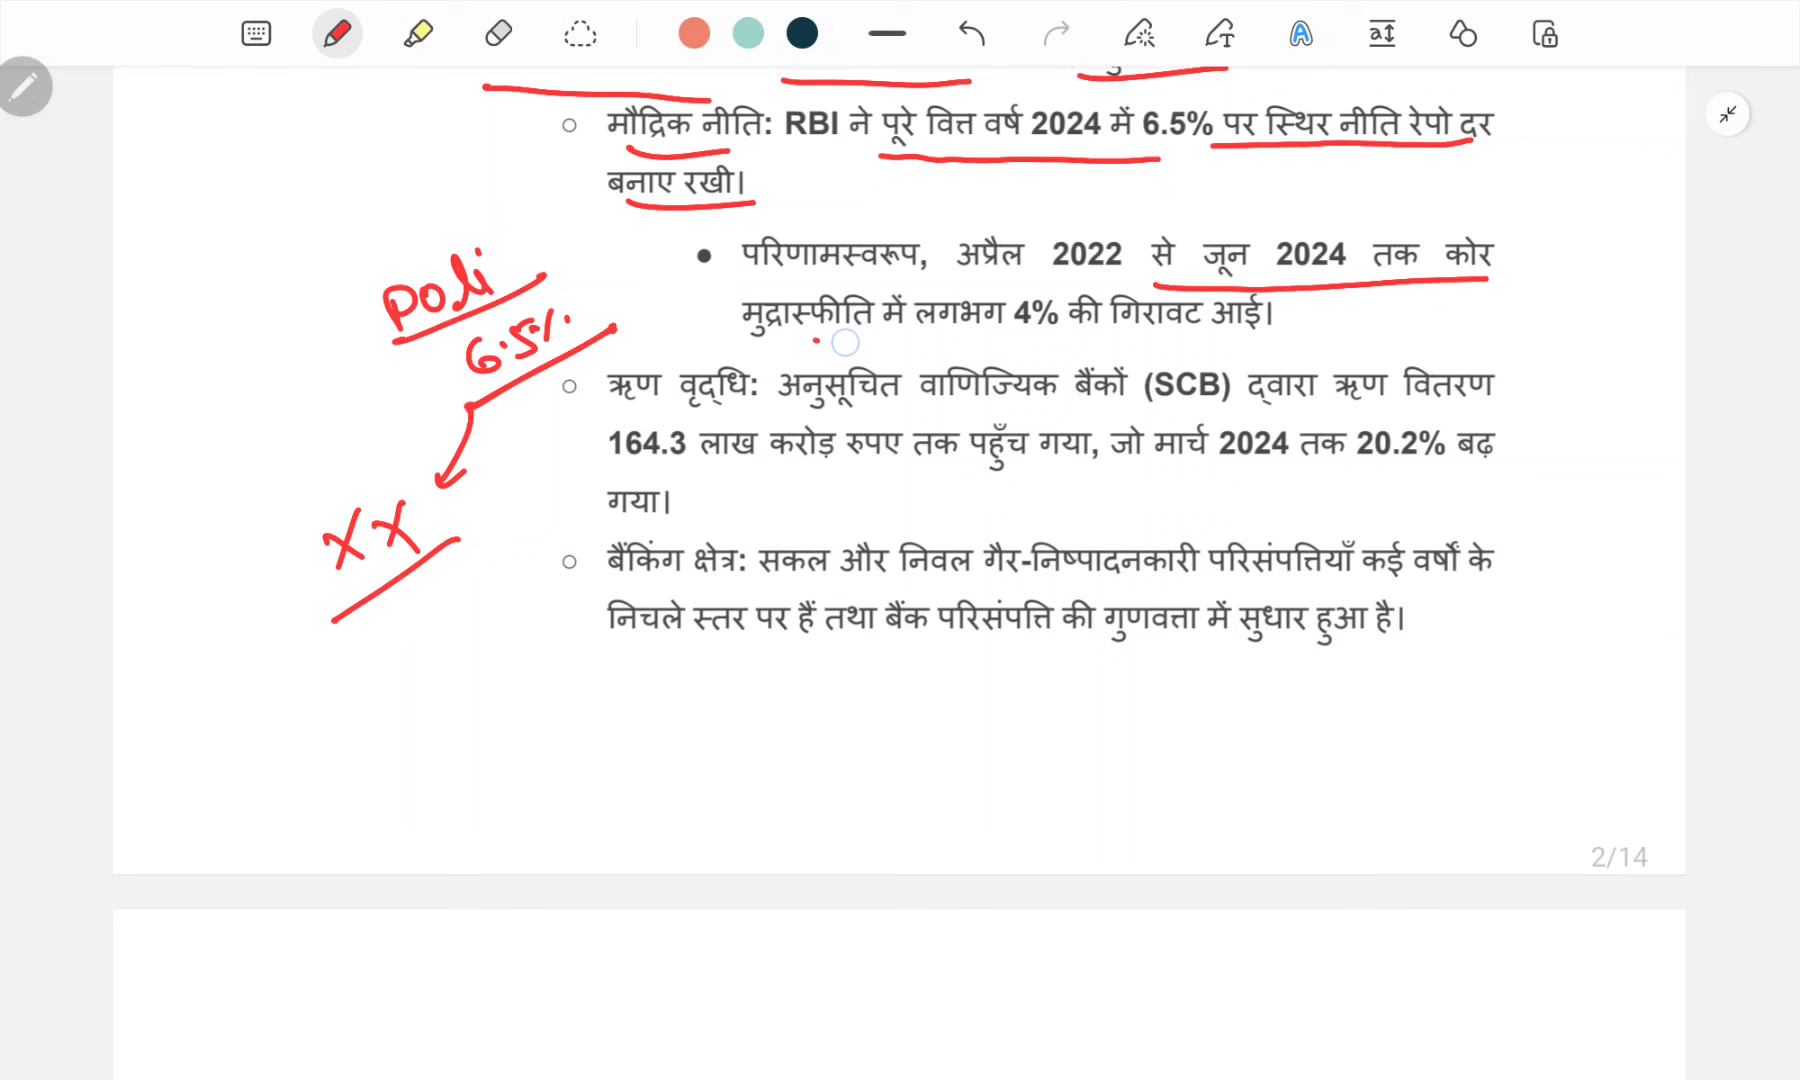 मौद्रिक नीति: RBI ने पूरे वित्त वर्ष 2024 में 6.5% पर स्थिर नीति रेपो दर
बनाए रखी।
परिणामस्वरूप, अप्रैल 2022 से जून 2024 तक कोर
मुद्रास्फीति में लगभग 4% की गिरावट आई।
poli
6.5%
ऋण वृद्धि: अनुसूचित वाणिज्यिक बैंकों (SCB) द्वारा ऋण वितरण
164.3 लाख करोड़ रुपए तक पहुँच गया, जो मार्च 2024 तक 20.2% बढ़
गया।
XX
बैंकिंग क्षेत्र: सकल और निवल गैर-निष्पादनकारी परिसंपत्तियाँ कई वर्षों के
निचले स्तर पर हैं तथा बैंक परिसंपत्ति की गुणवत्ता में सुधार हुआ है।
2/14